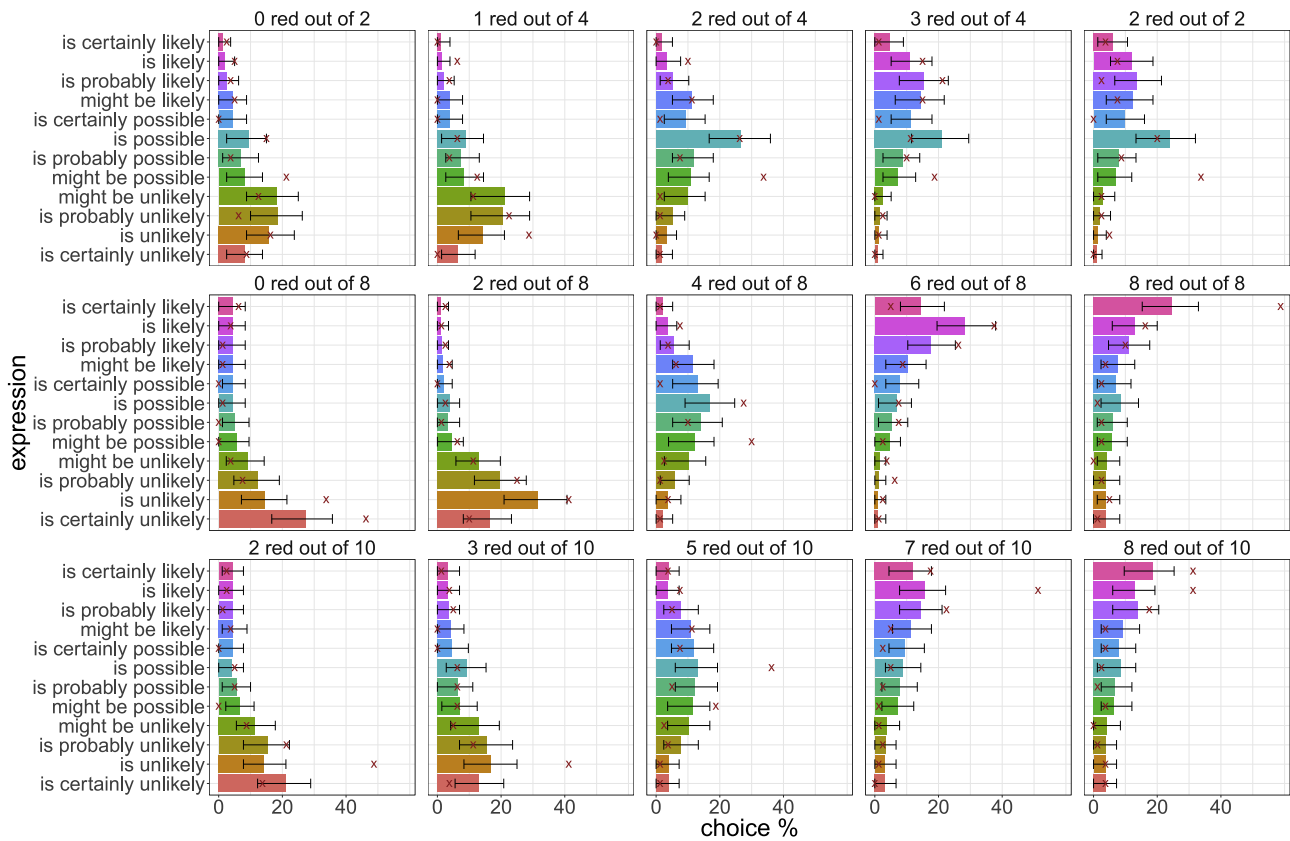 0 red out of 2 1 red out of 4 2 red out of 4 3 red out of 4 2 red out of 2
is certainly likely
is likely
is probably likely
might be likely
is certainly possible
is possible
is probably possible
might be possible
might be unlikely
is probably unlikely
is unlikely
is certainly unlikely
0 red out of 8 2 red out of 8 4 red out of 8 6 red out of 8 8 red out of 8
is certainly likely
is likely
is probably likely
might be likely
is certainly possible
is possible
is probably possible
might be possible
might be unlikely
is probably unlikely
is unlikely
is certainly unlikely
expression
2 red out of 10 3 red out of 10 5 red out of 10 7 red out of 10 8 red out of 10
is certainly likely
is likely
is probably likely
might be likely
is certainly possible
is possible
is probably possible
might be possible
might be unlikely
is probably unlikely
is unlikely
is certainly unlikely
0 20 40 0 20 40 0 20 40 0 20 40 0 20 40
choice %